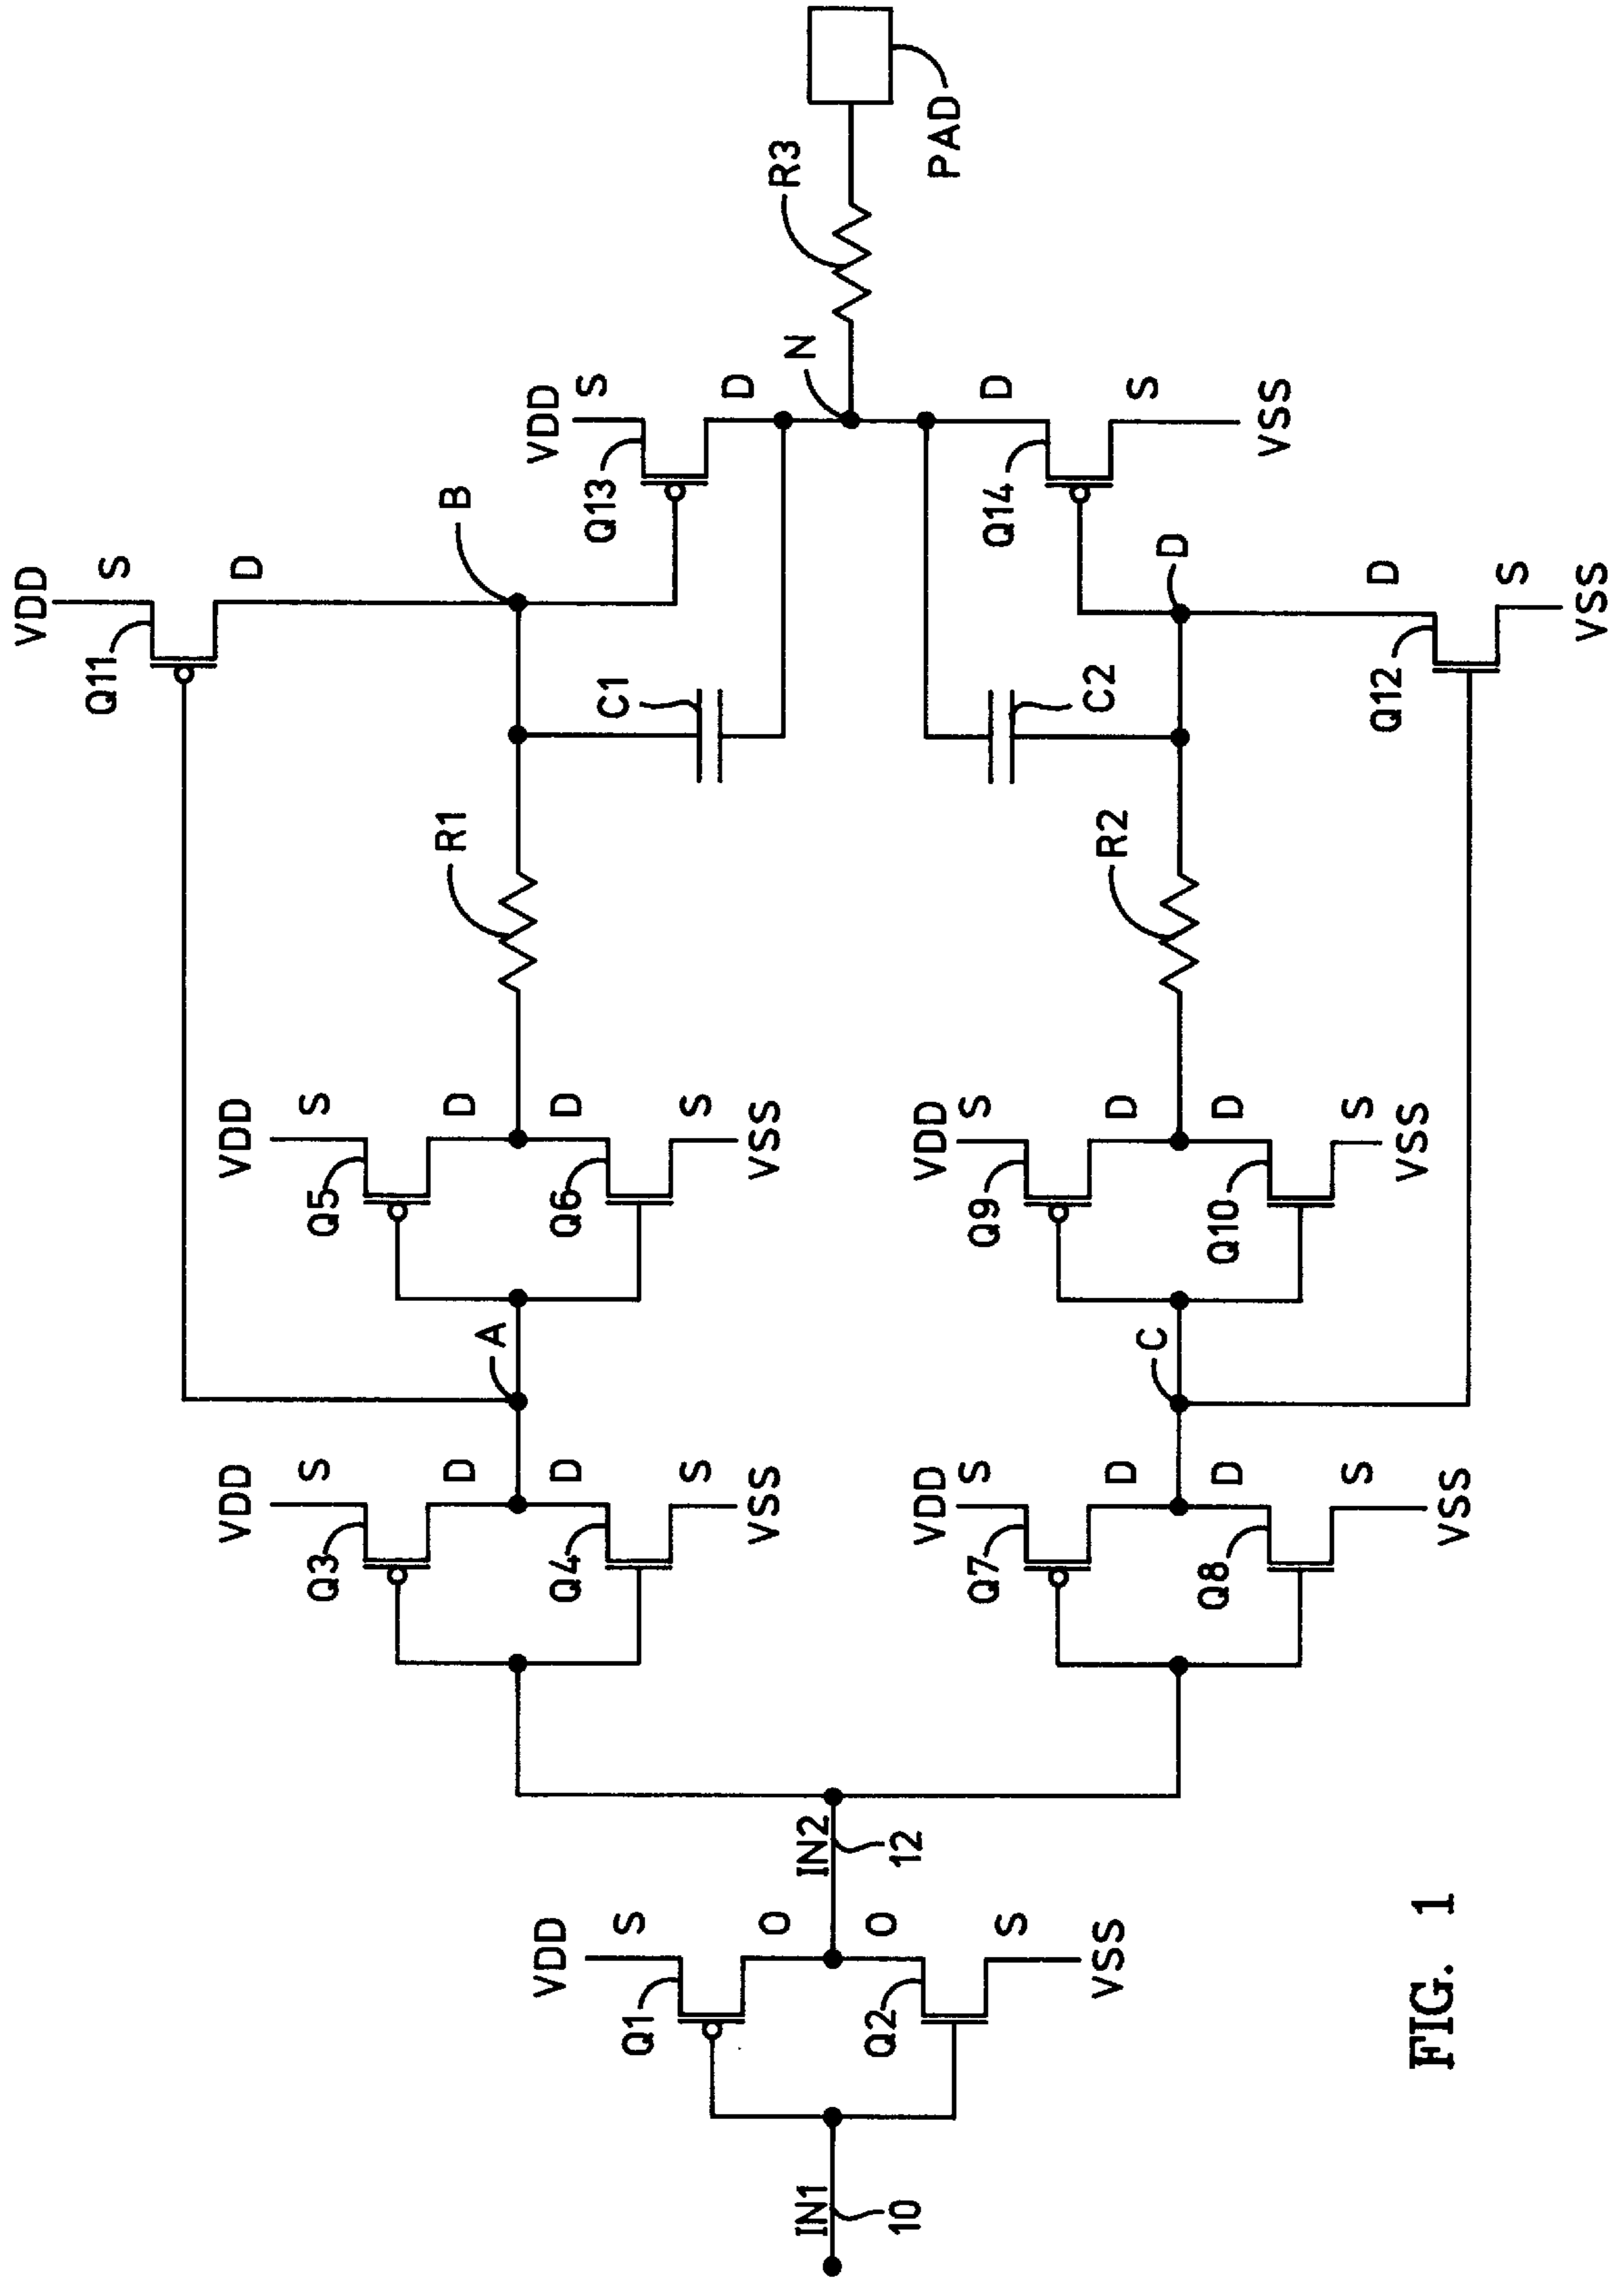 VDD
Q11 S
VDD VDD D
Q3 S Q5 S
D D R1 B
A
VDD VDD
Q4 D Q6 D
C1 Q13 S
Q1 S
S S
D
VSS VSS
O R3
IN1 IN2 N
Q2 O
10 12
VDD VDD
PAD
Q7 S Q9 S
Q14 D
S
VSS C2
D D R2
C D S
Q8 D Q10 D
VSS
S S
Q12 D
VSS
VSS
FIG. 1
S
VSS